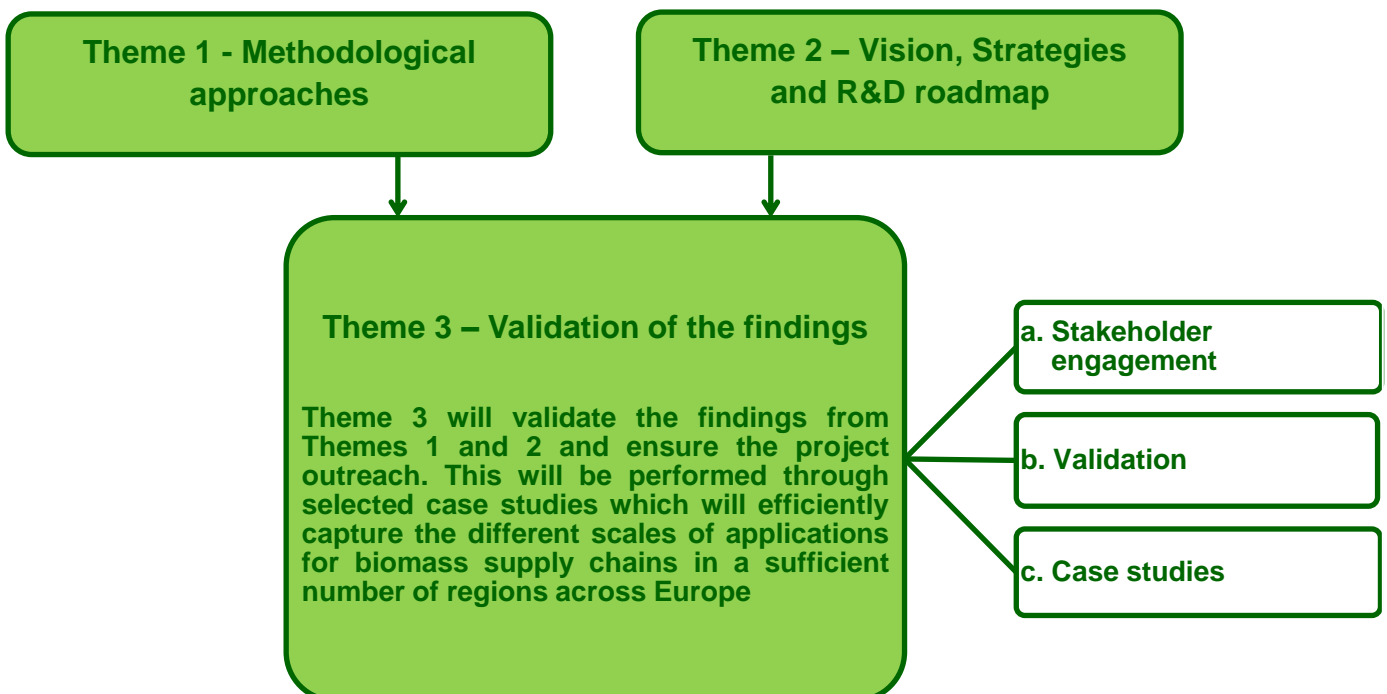 Theme 1 - Methodological
approaches
Theme 2 – Vision, Strategies
and R&D roadmap
Theme 3 – Validation of the findings
Theme 3 will validate the findings from
Themes 1 and 2 and ensure the project
outreach. This will be performed through
selected case studies which will efficiently
capture the different scales of applications
for biomass supply chains in a sufficient
number of regions across Europe
a. Stakeholder
engagement
b. Validation
c. Case studies